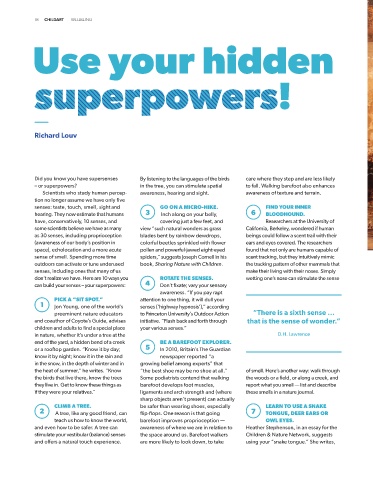 36 CHILDART WELLBEING
Use your hidden
superpowers!
Richard Louv
Did you know you have supersenses
– or superpowers?
Scientists who study human percep-
tion no longer assume we have only five
senses: taste, touch, smell, sight and
hearing. They now estimate that humans
have, conservatively, 10 senses, and
some scientists believe we have as many
as 30 senses, including proprioception
(awareness of our body's position in
space), echolocation and a more acute
sense of smell. Spending more time
outdoors can activate or tune underused
senses, including ones that many of us
don't realize we have. Here are 10 ways you
can build your senses – your superpowers:
1
PICK A "SIT SPOT."
Jon Young, one of the world's
preeminent nature educators
and coauthor of Coyote's Guide, advises
children and adults to find a special place
in nature, whether it's under a tree at the
end of the yard, a hidden bend of a creek
or a rooftop garden. "Know it by day;
know it by night; know it in the rain and
in the snow, in the depth of winter and in
the heat of summer," he writes. "Know
the birds that live there, know the trees
they live in. Get to know these things as
if they were your relatives."
2
CLIMB A TREE.
A tree, like any good friend, can
teach us how to know the world,
and even how to be safer. A tree can
stimulate your vestibular (balance) senses
and offers a natural touch experience.
By listening to the languages of the birds
in the tree, you can stimulate spatial
awareness, hearing and sight.
3
GO ON A MICRO-HIKE.
Inch along on your belly,
covering just a few feet, and
view "such natural wonders as grass
blades bent by rainbow dewdrops,
colorful beetles sprinkled with flower
pollen and powerful-jawed eight-eyed
spiders," suggests Joseph Cornell in his
book, Sharing Nature with Children.
4
ROTATE THE SENSES.
Don't fixate; vary your sensory
awareness. "If you pay rapt
attention to one thing, it will dull your
senses ['highway hypnosis']," according
to Princeton University's Outdoor Action
initiative. "Flash back and forth through
your various senses."
5
BE A BAREFOOT EXPLORER.
In 2010, Britain's The Guardian
newspaper reported "a
growing belief among experts" that
"the best shoe may be no shoe at all."
Some podiatrists contend that walking
barefoot develops foot muscles,
ligaments and arch strength and (where
sharp objects aren't present) can actually
be safer than wearing shoes, especially
flip-flops. One reason is that going
barefoot improves proprioception —
awareness of where we are in relation to
the space around us. Barefoot walkers
are more likely to look down, to take
care where they step and are less likely
to fall. Walking barefoot also enhances
awareness of texture and terrain.
6
FIND YOUR INNER
BLOODHOUND.
Researchers at the University of
California, Berkeley, wondered if human
beings could follow a scent trail with their
ears and eyes covered. The researchers
found that not only are humans capable of
scent tracking, but they intuitively mimic
the tracking pattern of other mammals that
make their living with their noses. Simply
wetting one's nose can stimulate the sense
"There is a sixth sense …
that is the sense of wonder."
D.H. Lawrence
of smell. Here's another way: walk through
the woods or a field, or along a creek, and
report what you smell — list and describe
these smells in a nature journal.
7
LEARN TO USE A SNAKE
TONGUE, DEER EARS OR
OWL EYES.
Heather Stephenson, in an essay for the
Children & Nature Network, suggests
using your "snake tongue." She writes,